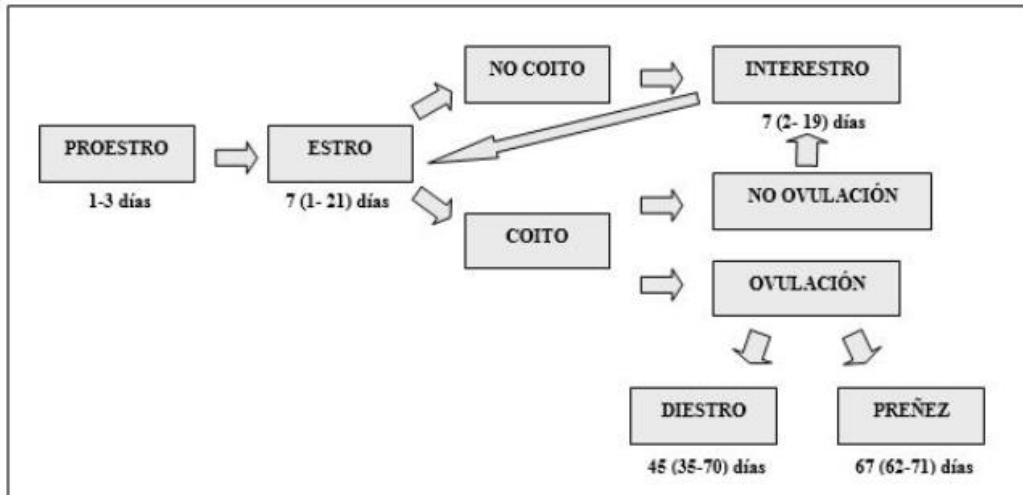 NO COITO
INTERESTRO
7 (2- 19) días
PROESTRO
1-3 días
ESTRO
7 (1- 21) días
COITO
NO OVULACIÓN
OVULACIÓN
DIESTRO
45 (35-70) días
PREÑEZ
67 (62-71) días